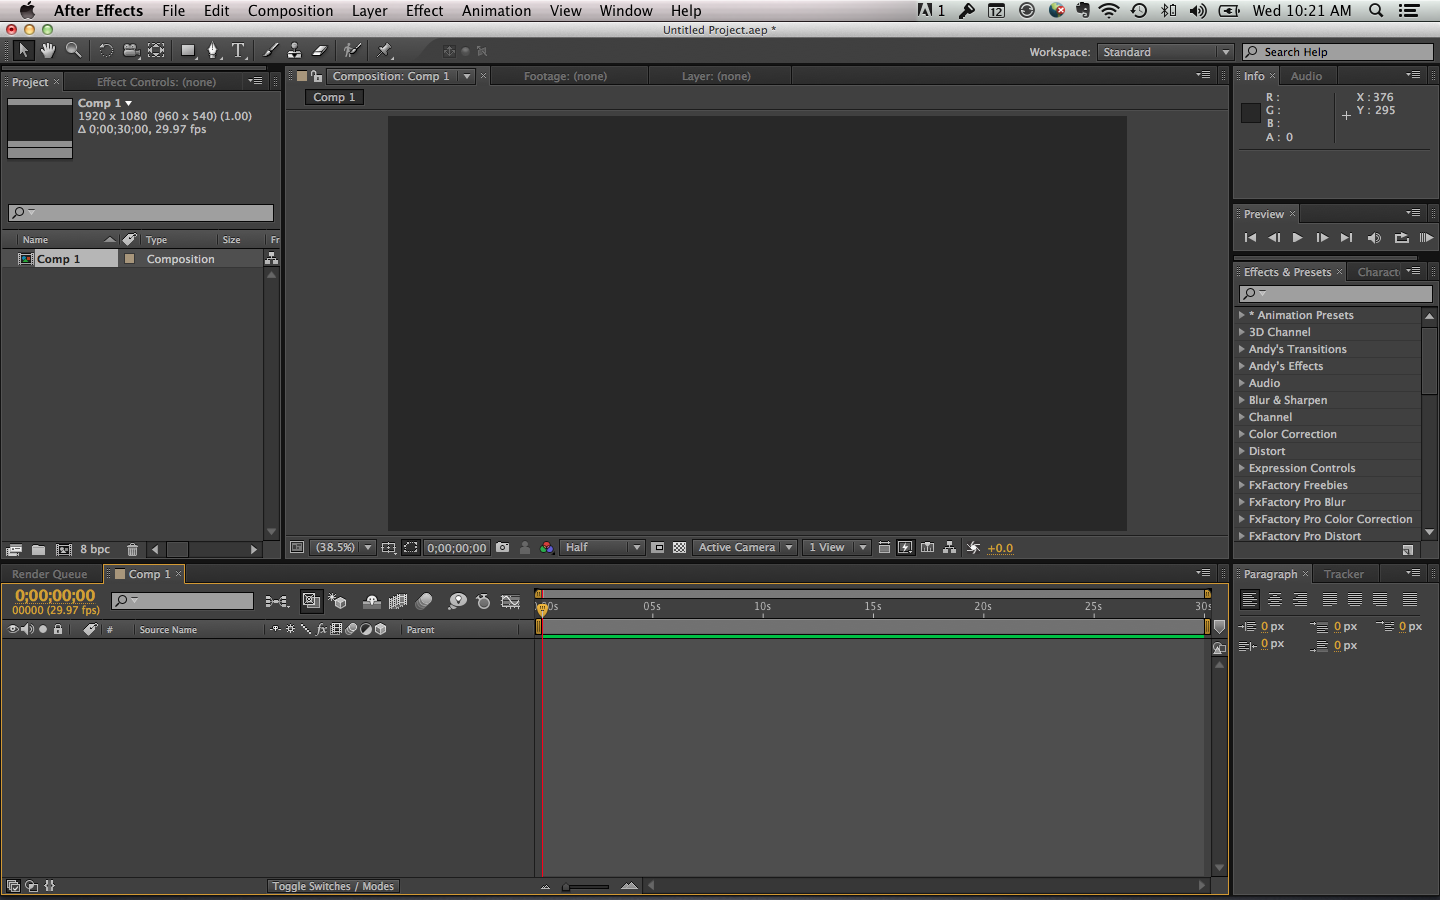 After Effects File Edit Composition Layer Effect Animation View Window Help 1 12 Wed 10:21 AM
Untitled Project.aep *
T Workspace: Standard Search Help
Project × Effect Controls: (none)
Comp 1
1920 x 1080 (960 x 540) (1.00)
Δ 0;00;30;00, 29.97 fps
Name Type Size Fr
Comp 1 Composition
8 bpc
Composition: Comp 1 × Footage: (none) Layer: (none)
Comp 1
(38.5%) 0;00;00;00 Half Active Camera 1 View +0.0
Info × Audio
R : X : 376
G : Y : 295
B :
A : 0
Preview ×
Effects & Presets × Charact
* Animation Presets
3D Channel
Andy's Transitions
Andy's Effects
Audio
Blur & Sharpen
Channel
Color Correction
Distort
Expression Controls
FxFactory Freebies
FxFactory Pro Blur
FxFactory Pro Color Correction
FxFactory Pro Distort
Render Queue Comp 1 ×
0;00;00;00
00000 (29.97 fps)
00s 05s 10s 15s 20s 25s 30s
# Source Name fx Parent
Toggle Switches / Modes
Paragraph × Tracker
0 px 0 px 0 px
0 px 0 px